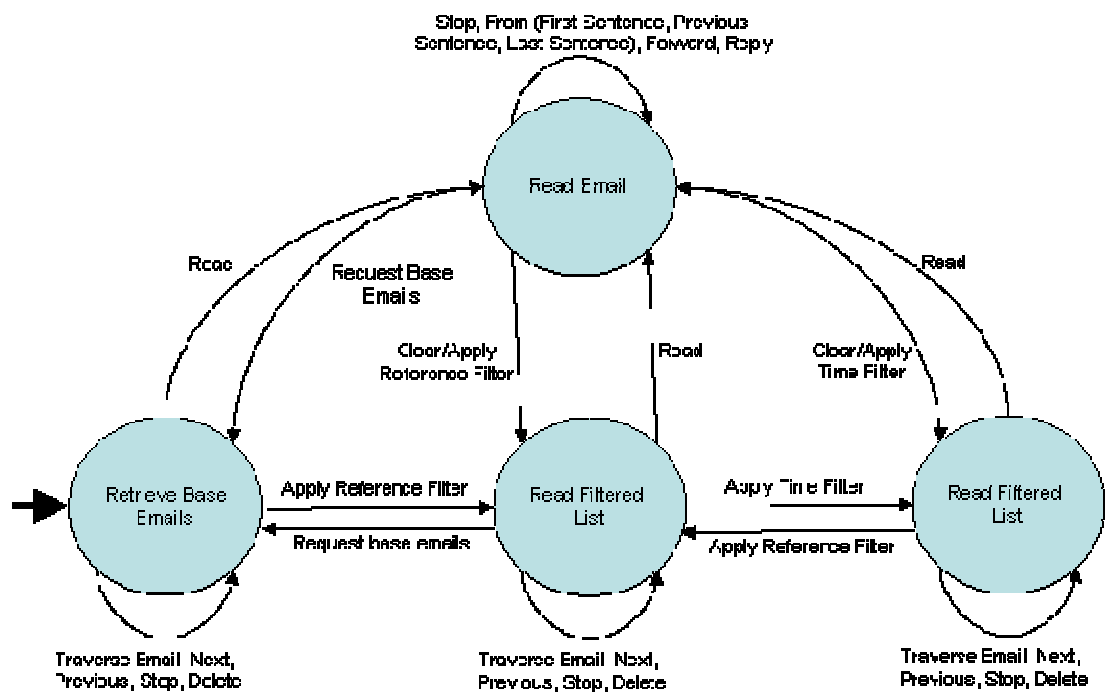 Stop, From (First Sentence, Previous
Sentence, Last Sentence), Forward, Reply
Read Email
Read
Request Base
Emails
Clear/Apply
Reference Filter
Read
Clear/Apply
Time Filter
Read
Retrieve Base
Emails
Apply Reference Filter
Request base emails
Read Filtered
List
Apply Time Filter
Apply Reference Filter
Read Filtered
List
Traverse Email Next,
Previous, Stop, Delete
Traverse Email Next,
Previous, Stop, Delete
Traverse Email Next,
Previous, Stop, Delete